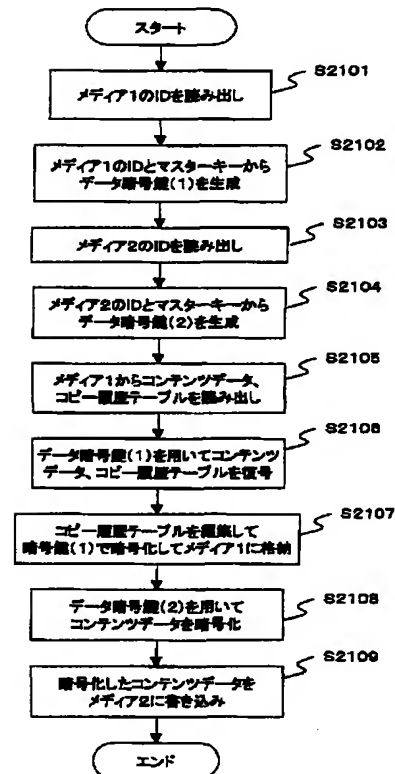 スタート
S2101
メディア1のIDを読み出し
S2102
メディア1のIDとマスターキーから
データ暗号鍵(1)を生成
S2103
メディア2のIDを読み出し
S2104
メディア2のIDとマスターキーから
データ暗号鍵(2)を生成
S2105
メディア1からコンテンツデータ、
コピー履歴テーブルを読み出し
S2106
データ暗号鍵(1)を用いてコンテンツ
データ、コピー履歴テーブルを復号
S2107
コピー履歴テーブルを編集して
暗号鍵(1)で暗号化してメディア1に格納
S2108
データ暗号鍵(2)を用いて
コンテンツデータを暗号化
S2109
暗号化したコンテンツデータを
メディア2に書き込み
エンド